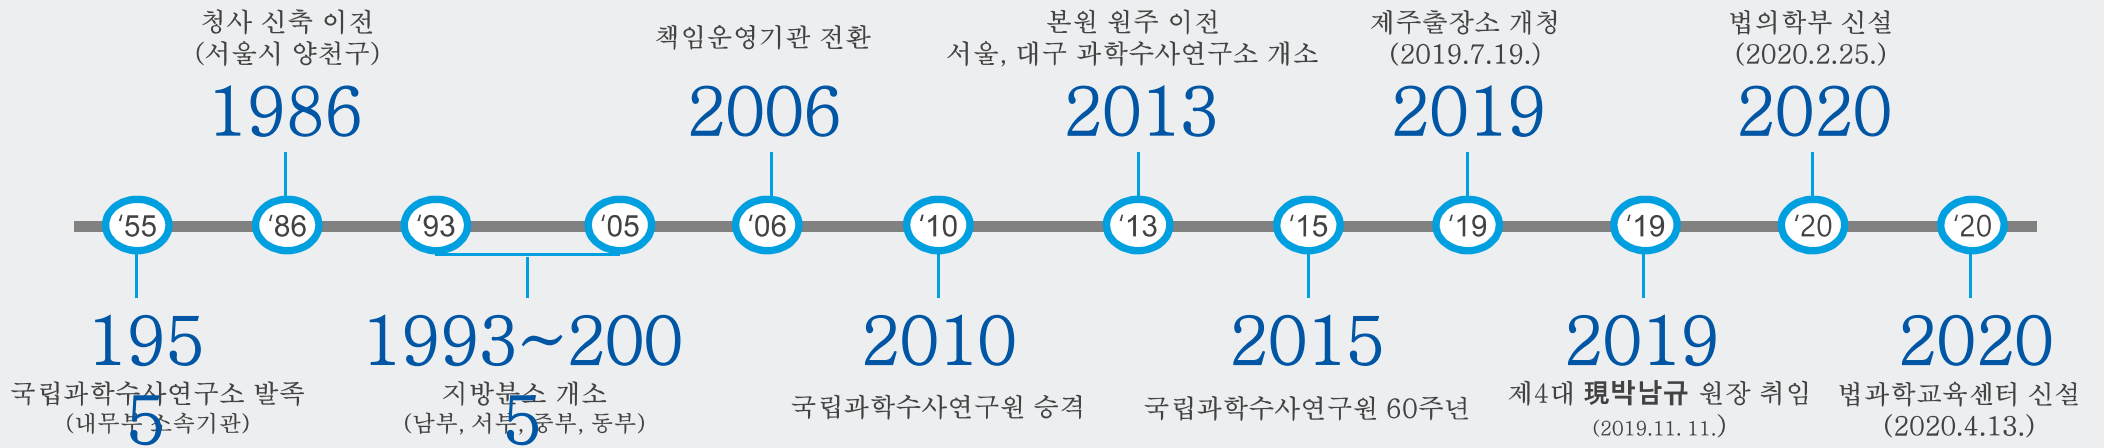 청사 신축 이전
(서울시 양천구)
1986
책임운영기관 전환
2006
본원 원주 이전
서울, 대구 과학수사연구소 개소
2013
제주출장소 개청
(2019.7.19.)
2019
법의학부 신설
(2020.2.25.)
2020
‘55
‘86
‘93
‘05
‘06
‘10
‘13
‘15
‘19
‘19
‘20
‘20
195
5
국립과학수사연구소 발족
(내무부 소속기관)
1993~200
5
지방분소 개소
(남부, 서부, 중부, 동부)
2010
국립과학수사연구원 승격
2015
국립과학수사연구원 60주년
2019
제4대 現박남규 원장 취임
(2019.11. 11.)
2020
법과학교육센터 신설
(2020.4.13.)